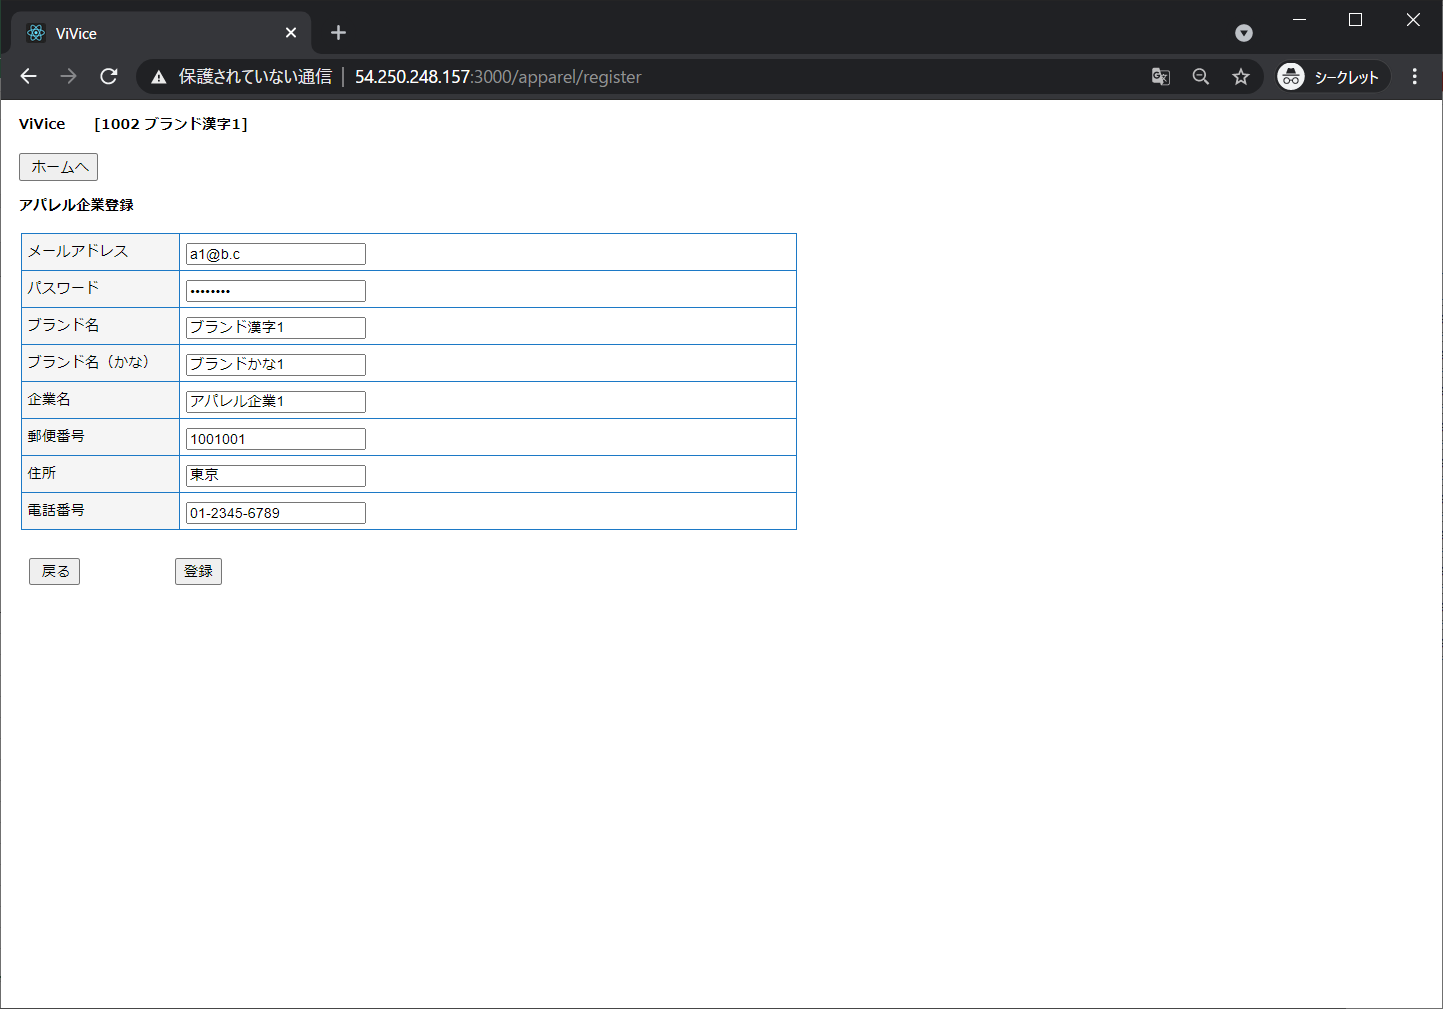 ViVice
保護されていない通信 | 54.250.248.157:3000/apparel/register シークレット
ViVice [1002 ブランド漢字1]
ホームへ
アパレル企業登録
メールアドレス a1@b.c
パスワード ••••••••
ブランド名 ブランド漢字1
ブランド名（かな） ブランドかな1
企業名 アパレル企業1
郵便番号 1001001
住所 東京
電話番号 01-2345-6789
戻る 登録